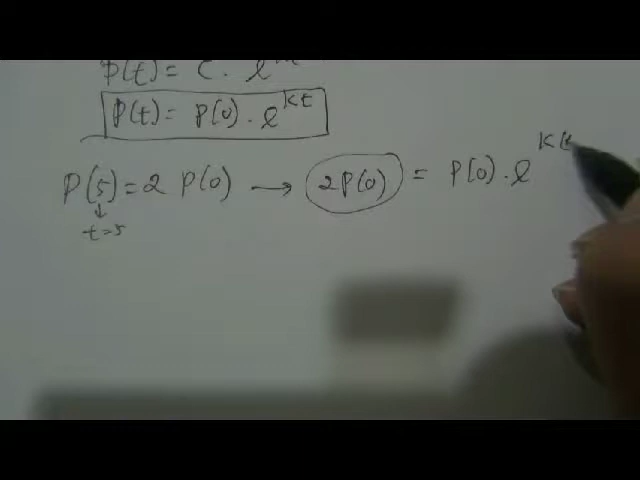 P(t) = C . e
P(t) = P(0) . e^kt
P(5) = 2 P(0) → 2P(0) = P(0) . e^k(
↓
t=5